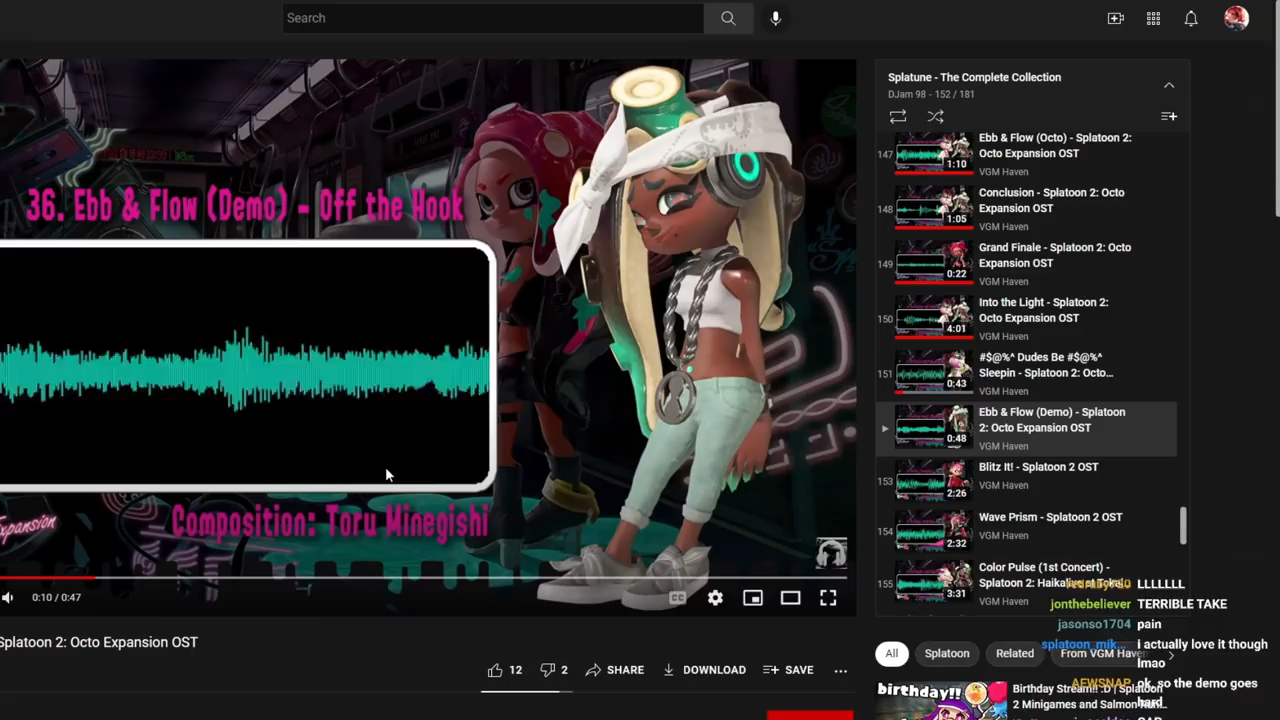 Search
Splatune - The Complete Collection
DJam 98 - 152 / 181
36. Ebb & Flow (Demo) - Off the Hook
Composition: Toru Minegishi
Expansion
0:10 / 0:47
CC
Splatoon 2: Octo Expansion OST
12
2
SHARE
DOWNLOAD
SAVE
147
1:10
Ebb & Flow (Octo) - Splatoon 2:
Octo Expansion OST
VGM Haven
148
1:05
Conclusion - Splatoon 2: Octo
Expansion OST
VGM Haven
149
0:22
Grand Finale - Splatoon 2: Octo
Expansion OST
VGM Haven
150
4:01
Into the Light - Splatoon 2:
Octo Expansion OST
VGM Haven
151
0:43
#$@%^ Dudes Be #$@%^
Sleepin - Splatoon 2: Octo...
VGM Haven
0:48
Ebb & Flow (Demo) - Splatoon
2: Octo Expansion OST
VGM Haven
153
2:26
Blitz It! - Splatoon 2 OST
VGM Haven
154
2:32
Wave Prism - Splatoon 2 OST
VGM Haven
155
3:31
Color Pulse (1st Concert) -
Splatoon 2: Haikalive at Toka
VGM Haven
LLLLLL
jonthebeliever TERRIBLE TAKE
jasonso1704 pain
splatoon_mik... i actually love it though
lmao
AFWSNAP ok, so the demo goes
hard
All
Splatoon
Related
From VGM Haven
birthday!!
Birthday Stream!! :D | Splatoon
2 Minigames and Salmon Run...